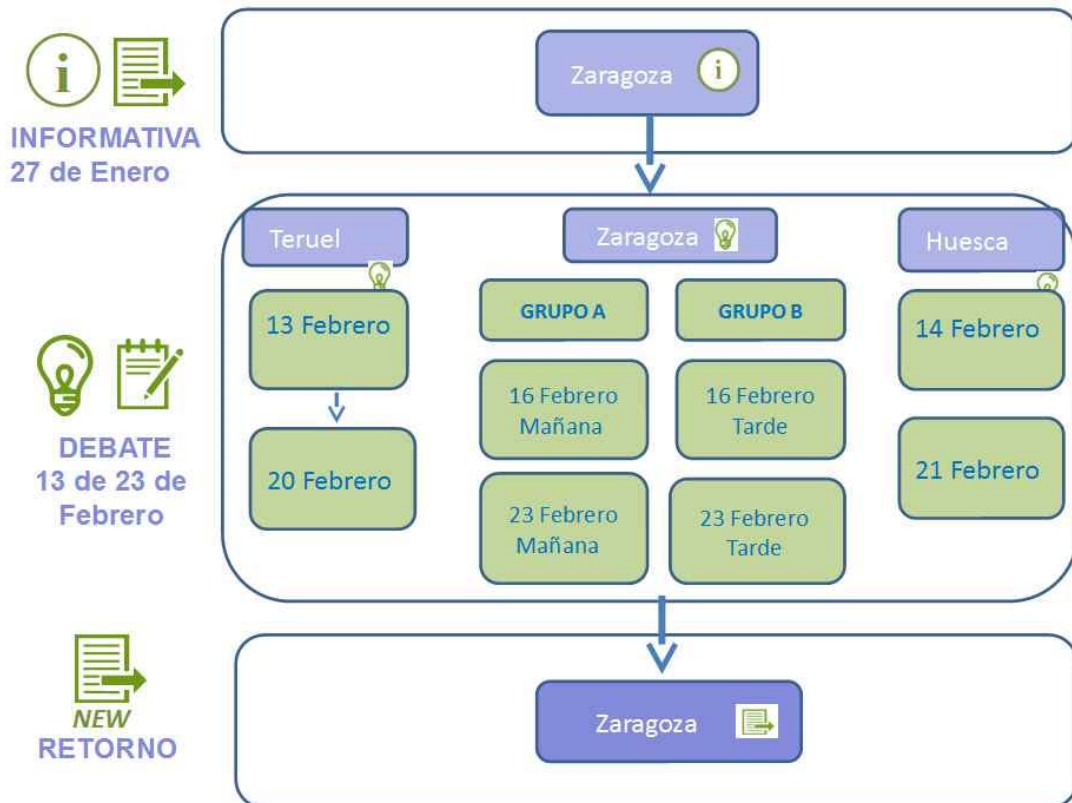 Zaragoza i
i
INFORMATIVA
27 de Enero
Teruel
Zaragoza
Huesca
GRUPO A
GRUPO B
13 Febrero
14 Febrero
16 Febrero
Mañana
16 Febrero
Tarde
DEBATE
13 de 23 de
Febrero
20 Febrero
21 Febrero
23 Febrero
Mañana
23 Febrero
Tarde
NEW
RETORNO
Zaragoza